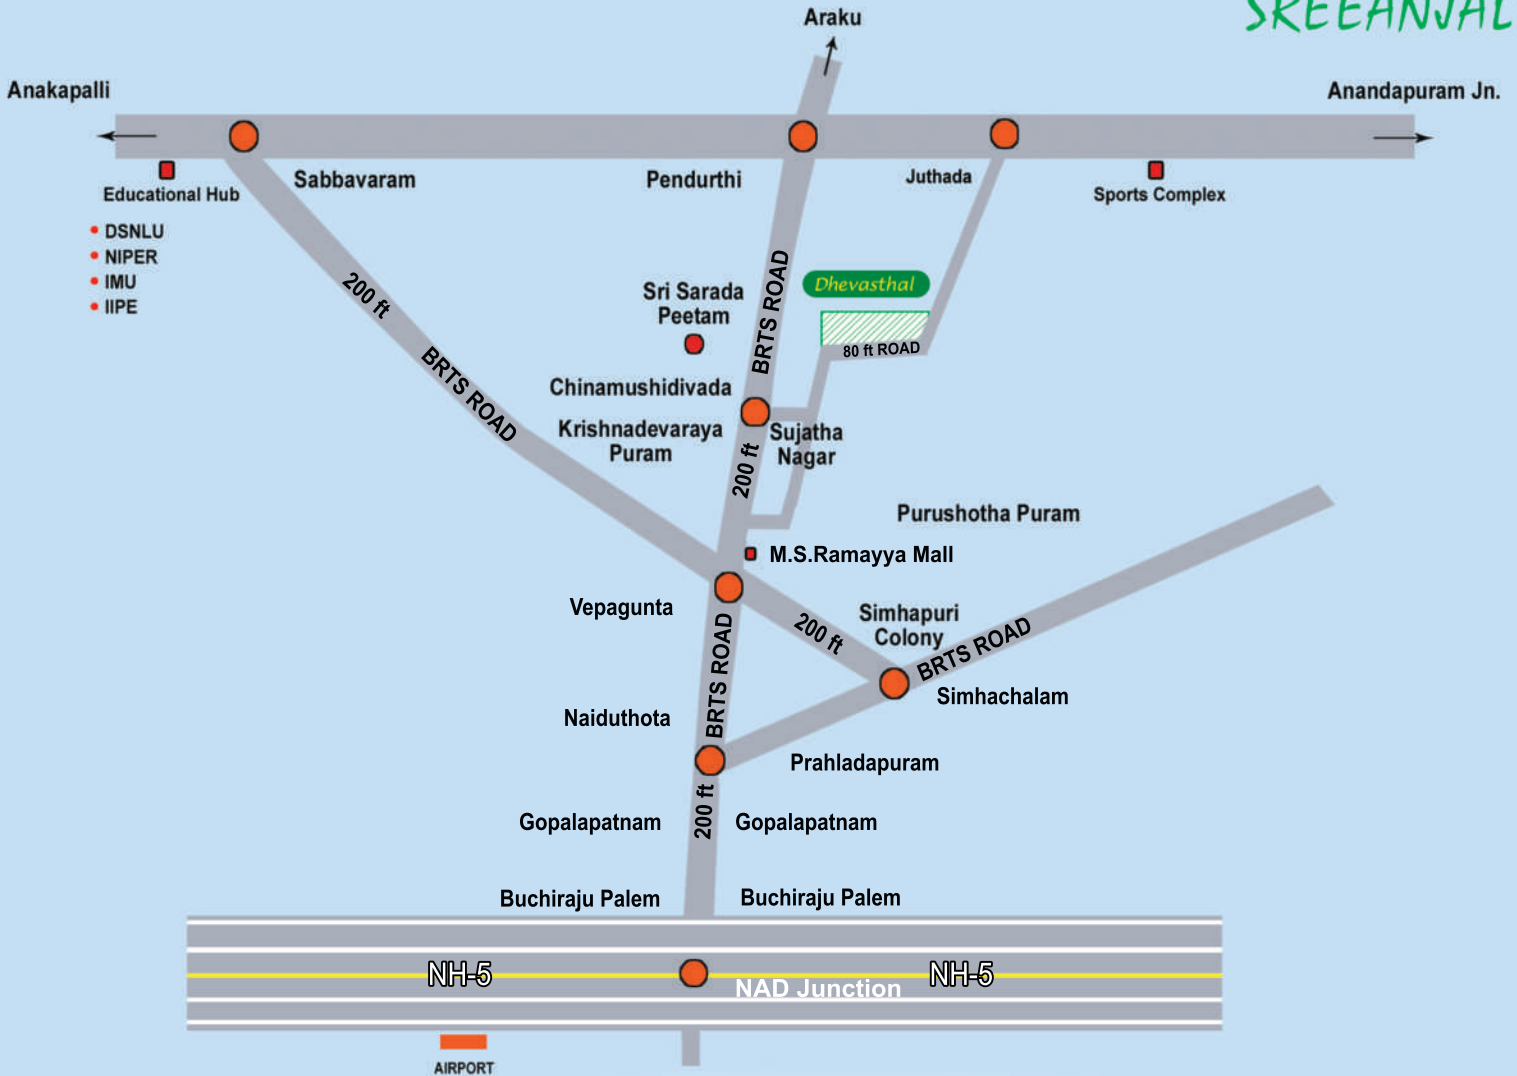 SREEANJAL
Araku
Anakapalli
Anandapuram Jn.
Educational Hub
Sabbavaram
Pendurthi
Juthada
Sports Complex
• DSNLU
• NIPER
• IMU
• IIPE
200 ft
BRTS ROAD
Sri Sarada
Peetam
BRTS ROAD
Dhevasthal
80 ft ROAD
Chinamushidivada
Krishnadevaraya
Puram
Sujatha
Nagar
200 ft
Purushotha Puram
M.S.Ramayya Mall
Vepagunta
200 ft
Simhapuri
Colony
BRTS ROAD
BRTS ROAD
Simhachalam
Naiduthota
Prahladapuram
200 ft
Gopalapatnam
Gopalapatnam
Buchiraju Palem
Buchiraju Palem
NH-5
NH-5
NAD Junction
AIRPORT